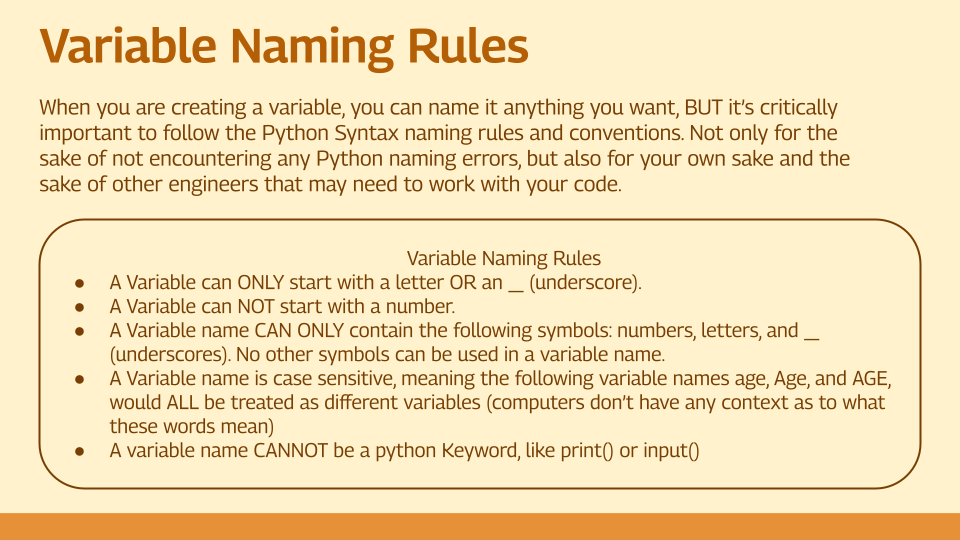 Variable Naming Rules
When you are creating a variable, you can name it anything you want, BUT it's critically
important to follow the Python Syntax naming rules and conventions. Not only for the
sake of not encountering any Python naming errors, but also for your own sake and the
sake of other engineers that may need to work with your code.
Variable Naming Rules
● A Variable can ONLY start with a letter OR an __ (underscore).
● A Variable can NOT start with a number.
● A Variable name CAN ONLY contain the following symbols: numbers, letters, and __
(underscores). No other symbols can be used in a variable name.
● A Variable name is case sensitive, meaning the following variable names age, Age, and AGE,
would ALL be treated as different variables (computers don't have any context as to what
these words mean)
● A variable name CANNOT be a python Keyword, like print() or input()